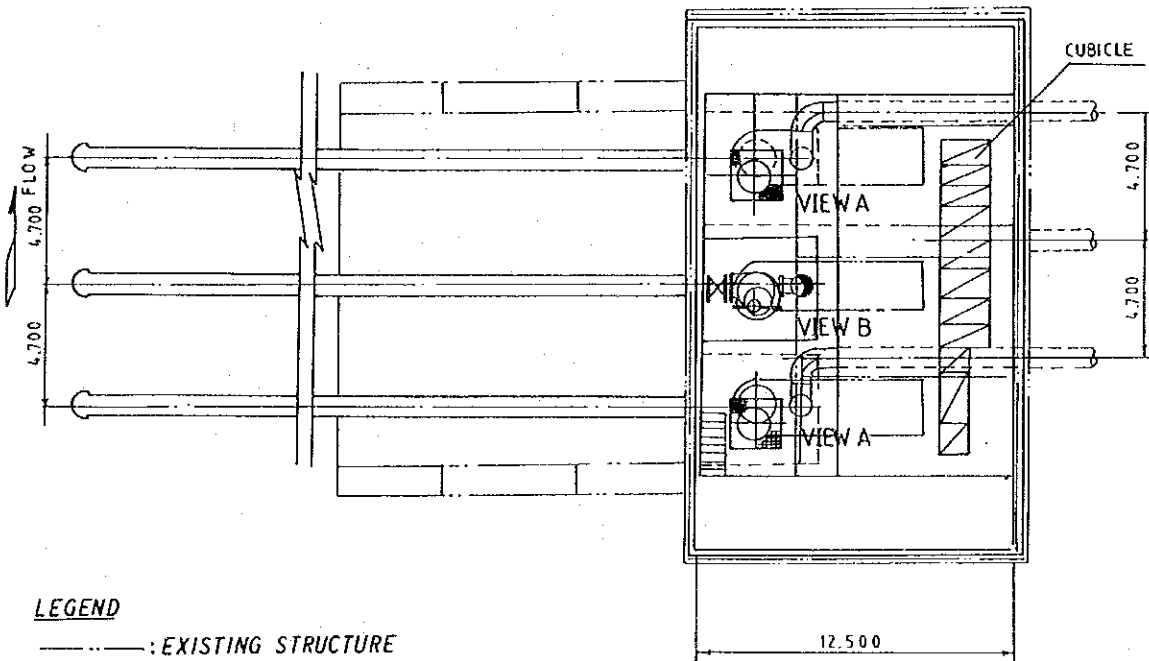 CUBICLE
FLOW
4.700
4.700
4.700
4.700
VIEW A
VIEW B
VIEW A
12.500
LEGEND
: EXISTING STRUCTURE